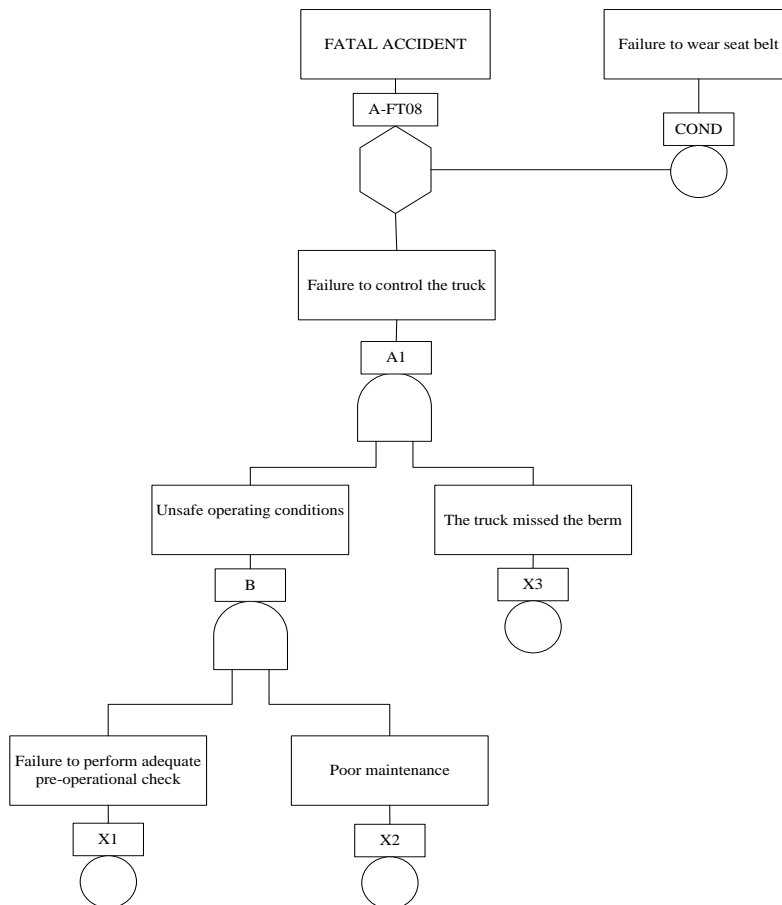 FATAL ACCIDENT
Failure to wear seat belt
A-FT08
COND
Failure to control the truck
A1
Unsafe operating conditions
The truck missed the berm
B
X3
Failure to perform adequate
pre-operational check
Poor maintenance
X1
X2